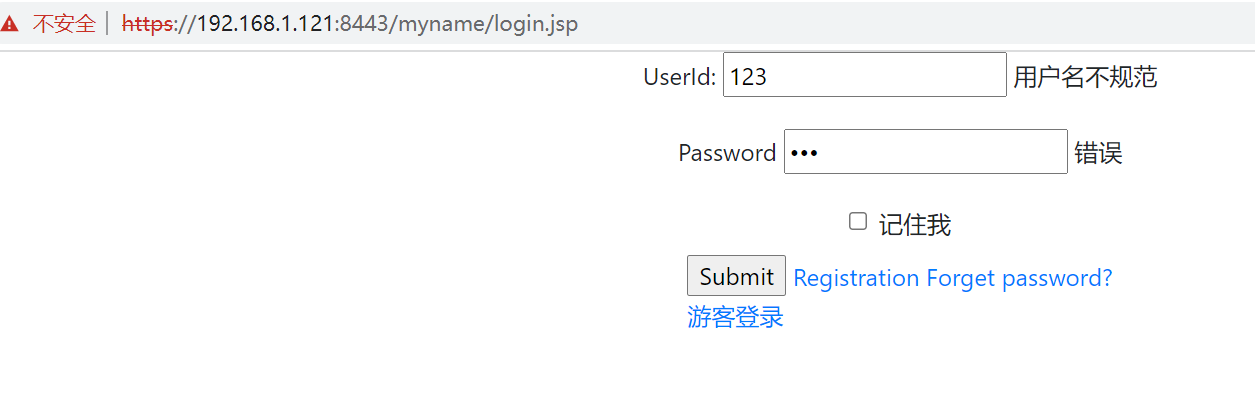 不安全 https://192.168.1.121:8443/myname/login.jsp
UserId: 123 用户名不规范
Password ••• 错误
记住我
Submit Registration Forget password?
游客登录